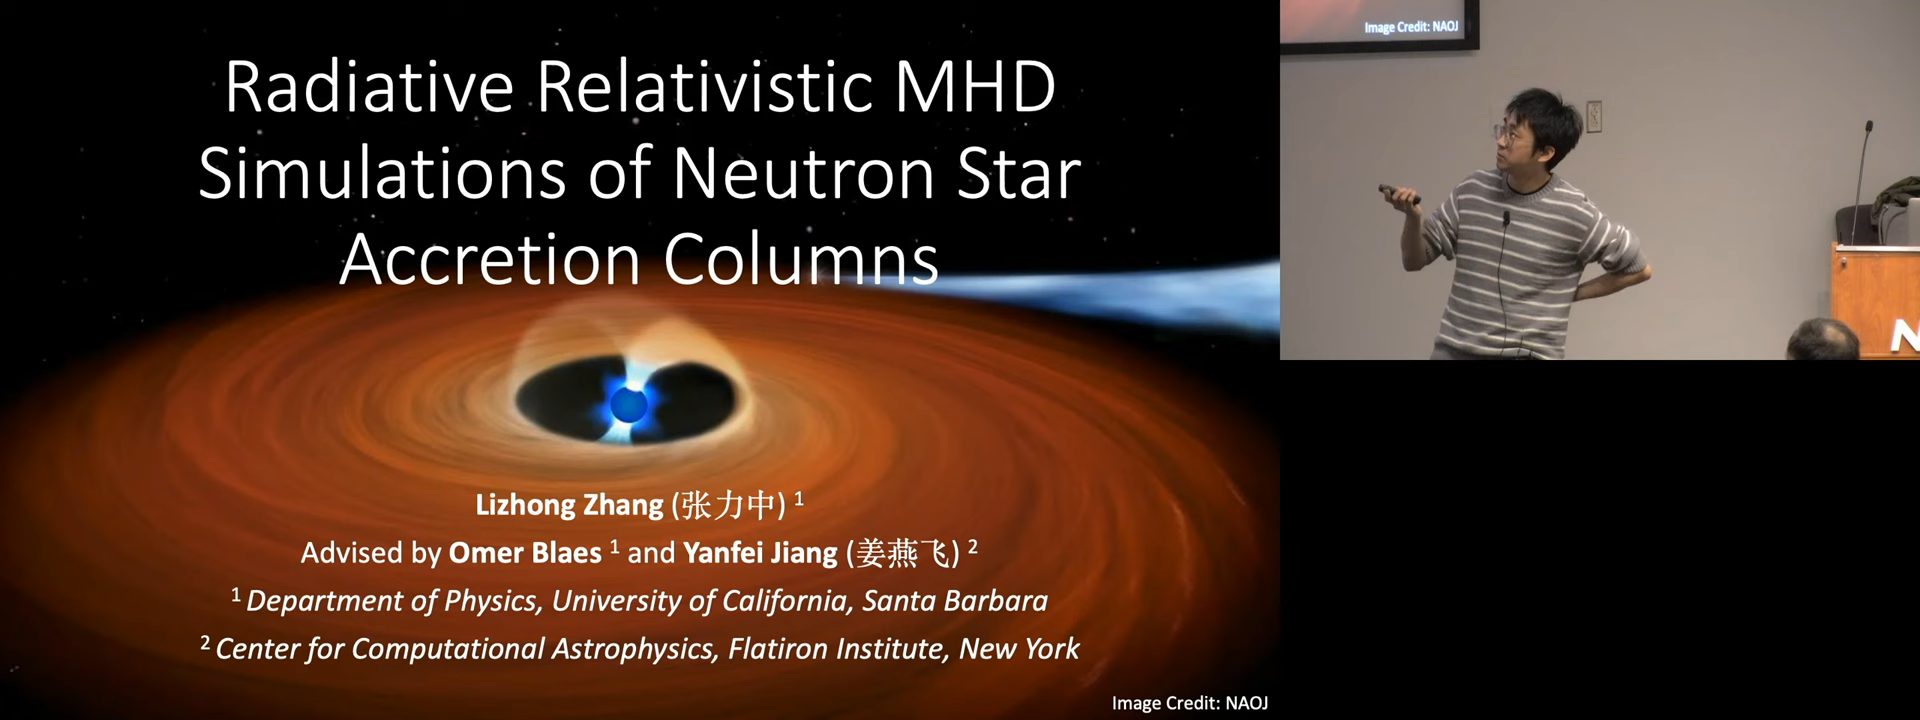 Radiative Relativistic MHD
Simulations of Neutron Star
Accretion Columns
Lizhong Zhang (张力中) 1
Advised by Omer Blaes 1 and Yanfei Jiang (姜燕飞) 2
1 Department of Physics, University of California, Santa Barbara
2 Center for Computational Astrophysics, Flatiron Institute, New York
Image Credit: NAOJ
Image Credit: NAOJ
N